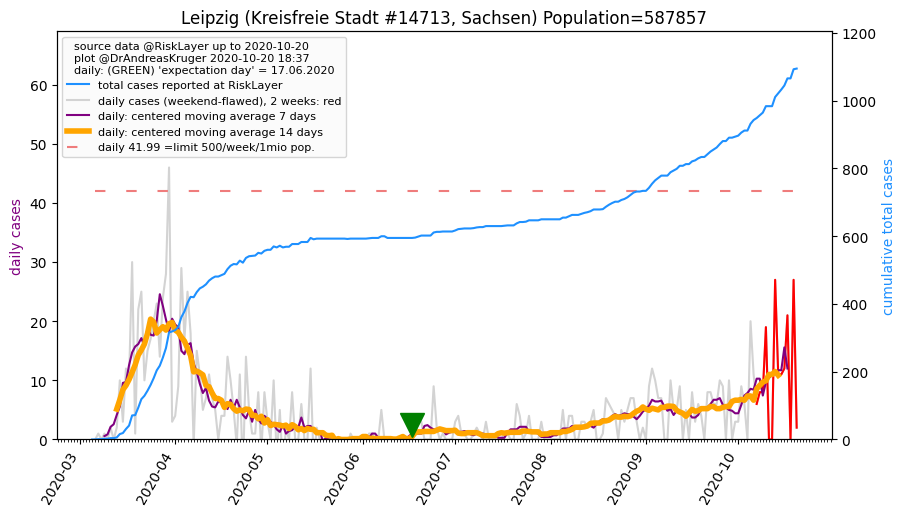 Leipzig (Kreisfreie Stadt #14713, Sachsen) Population=587857
source data @RiskLayer up to 2020-10-20
plot @DrAndreasKruger 2020-10-20 18:37
daily: (GREEN) 'expectation day' = 17.06.2020
total cases reported at RiskLayer
daily cases (weekend-flawed), 2 weeks: red
daily: centered moving average 7 days
daily: centered moving average 14 days
daily 41.99 =limit 500/week/1mio pop.
daily cases
60
50
40
30
20
10
0
cumulative total cases
1200
1000
800
600
400
200
0
2020-03
2020-04
2020-05
2020-06
2020-07
2020-08
2020-09
2020-10